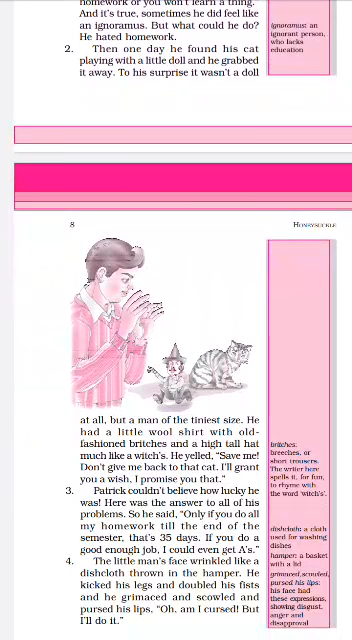 homework or you won't learn a thing."
And it's true, sometimes he did feel like
an ignoramus. But what could he do?
He hated homework.
ignoramus: an
ignorant person,
who lacks
education
2. Then one day he found his cat
playing with a little doll and he grabbed
it away. To his surprise it wasn't a doll
8
HONEYSUCKLE
at all, but a man of the tiniest size. He
had a little wool shirt with old-
fashioned britches and a high tall hat
much like a witch's. He yelled, “Save me!
Don't give me back to that cat. I'll grant
you a wish, I promise you that.”
britches:
breeches, or
short trousers.
The writer here
spells it, for fun,
to rhyme with
the word 'witch's'.
3. Patrick couldn't believe how lucky he
was! Here was the answer to all of his
problems. So he said, “Only if you do all
my homework till the end of the
semester, that's 35 days. If you do a
good enough job, I could even get A's.”
dishcloth: a cloth
used for washing
dishes
hamper: a basket
with a lid
4. The little man's face wrinkled like a
dishcloth thrown in the hamper. He
kicked his legs and doubled his fists
and he grimaced and scowled and
pursed his lips. “Oh, am I cursed! But
I'll do it.”
grimaced,scowled,
pursed his lips:
his face had
these expressions,
showing disgust,
anger and
disapproval